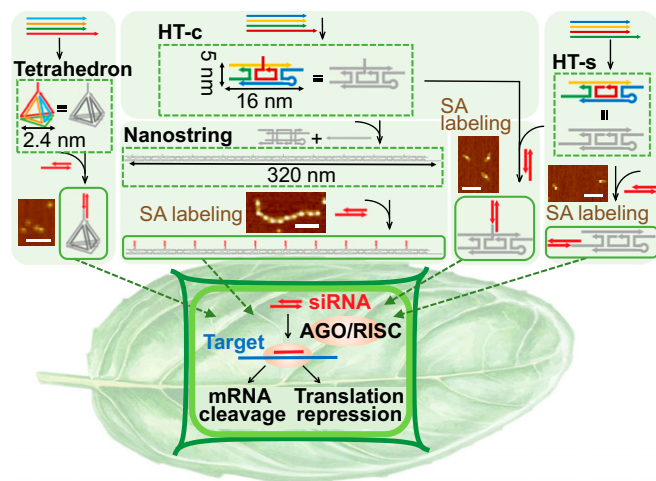 HT-c
Tetrahedron
HT-s
5 nm
=
=
16 nm
=
2.4 nm
SA
labeling
Nanostring
+
320 nm
SA labeling
SA labeling
siRNA
AGO/RISC
Target
mRNA
cleavage
Translation
repression